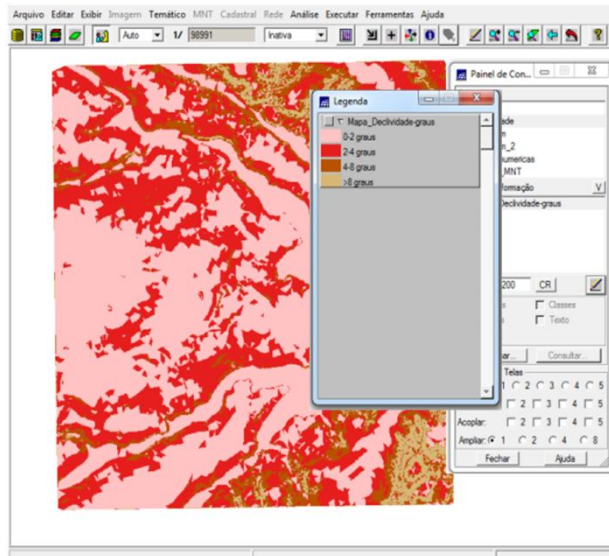 Arquivo Editar Exibir Imagem Temático MNT Cadastral Rede Análise Executar Ferramentas Ajuda
Auto 1/ 98991 Inativa
Painel de Con...
Legenda
Mapa_Declividade-graus
0-2 graus
2-4 graus
4-8 graus
>8 graus
ade
n_2
umericas
_MNT
formação V
Declividade-graus
200 CR
Classes
Texto
ar... Consultar...
Telas
1 2 3 4 5
2 3 4 5
Acoplar: 2 3 4 5
Ampliar: 1 2 4 8
Fechar Ajuda